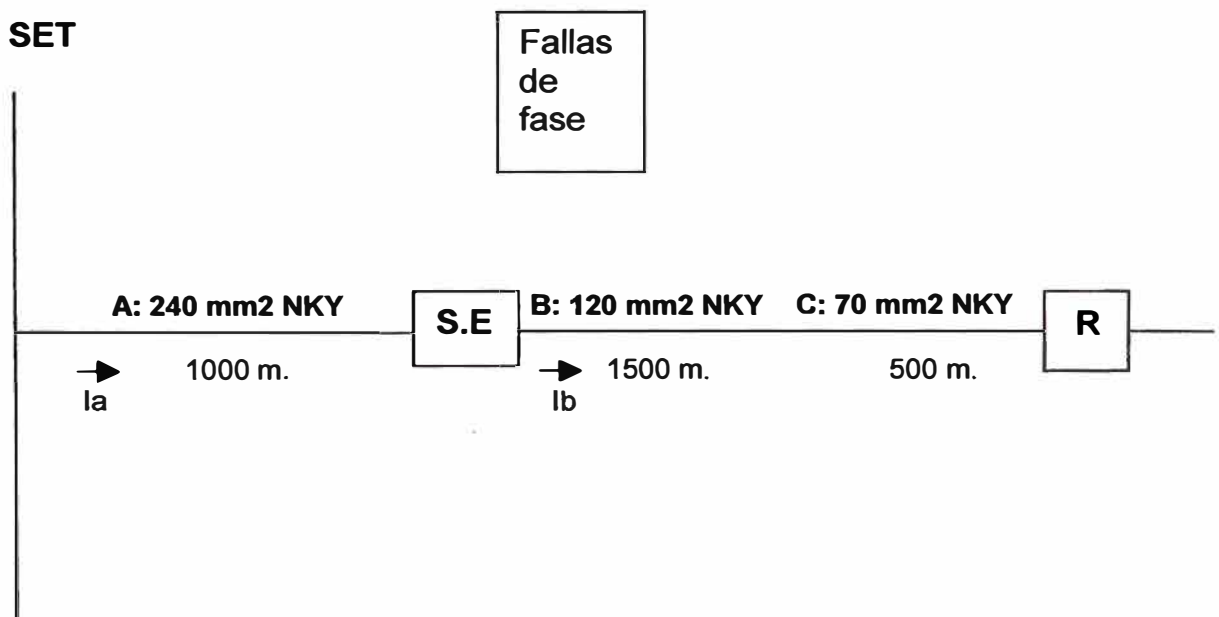 SET
Fallas
de
fase
A: 240 mm2 NKY
S.E
B: 120 mm2 NKY
C: 70 mm2 NKY
R
1000 m.
1500 m.
500 m.
Ia
Ib